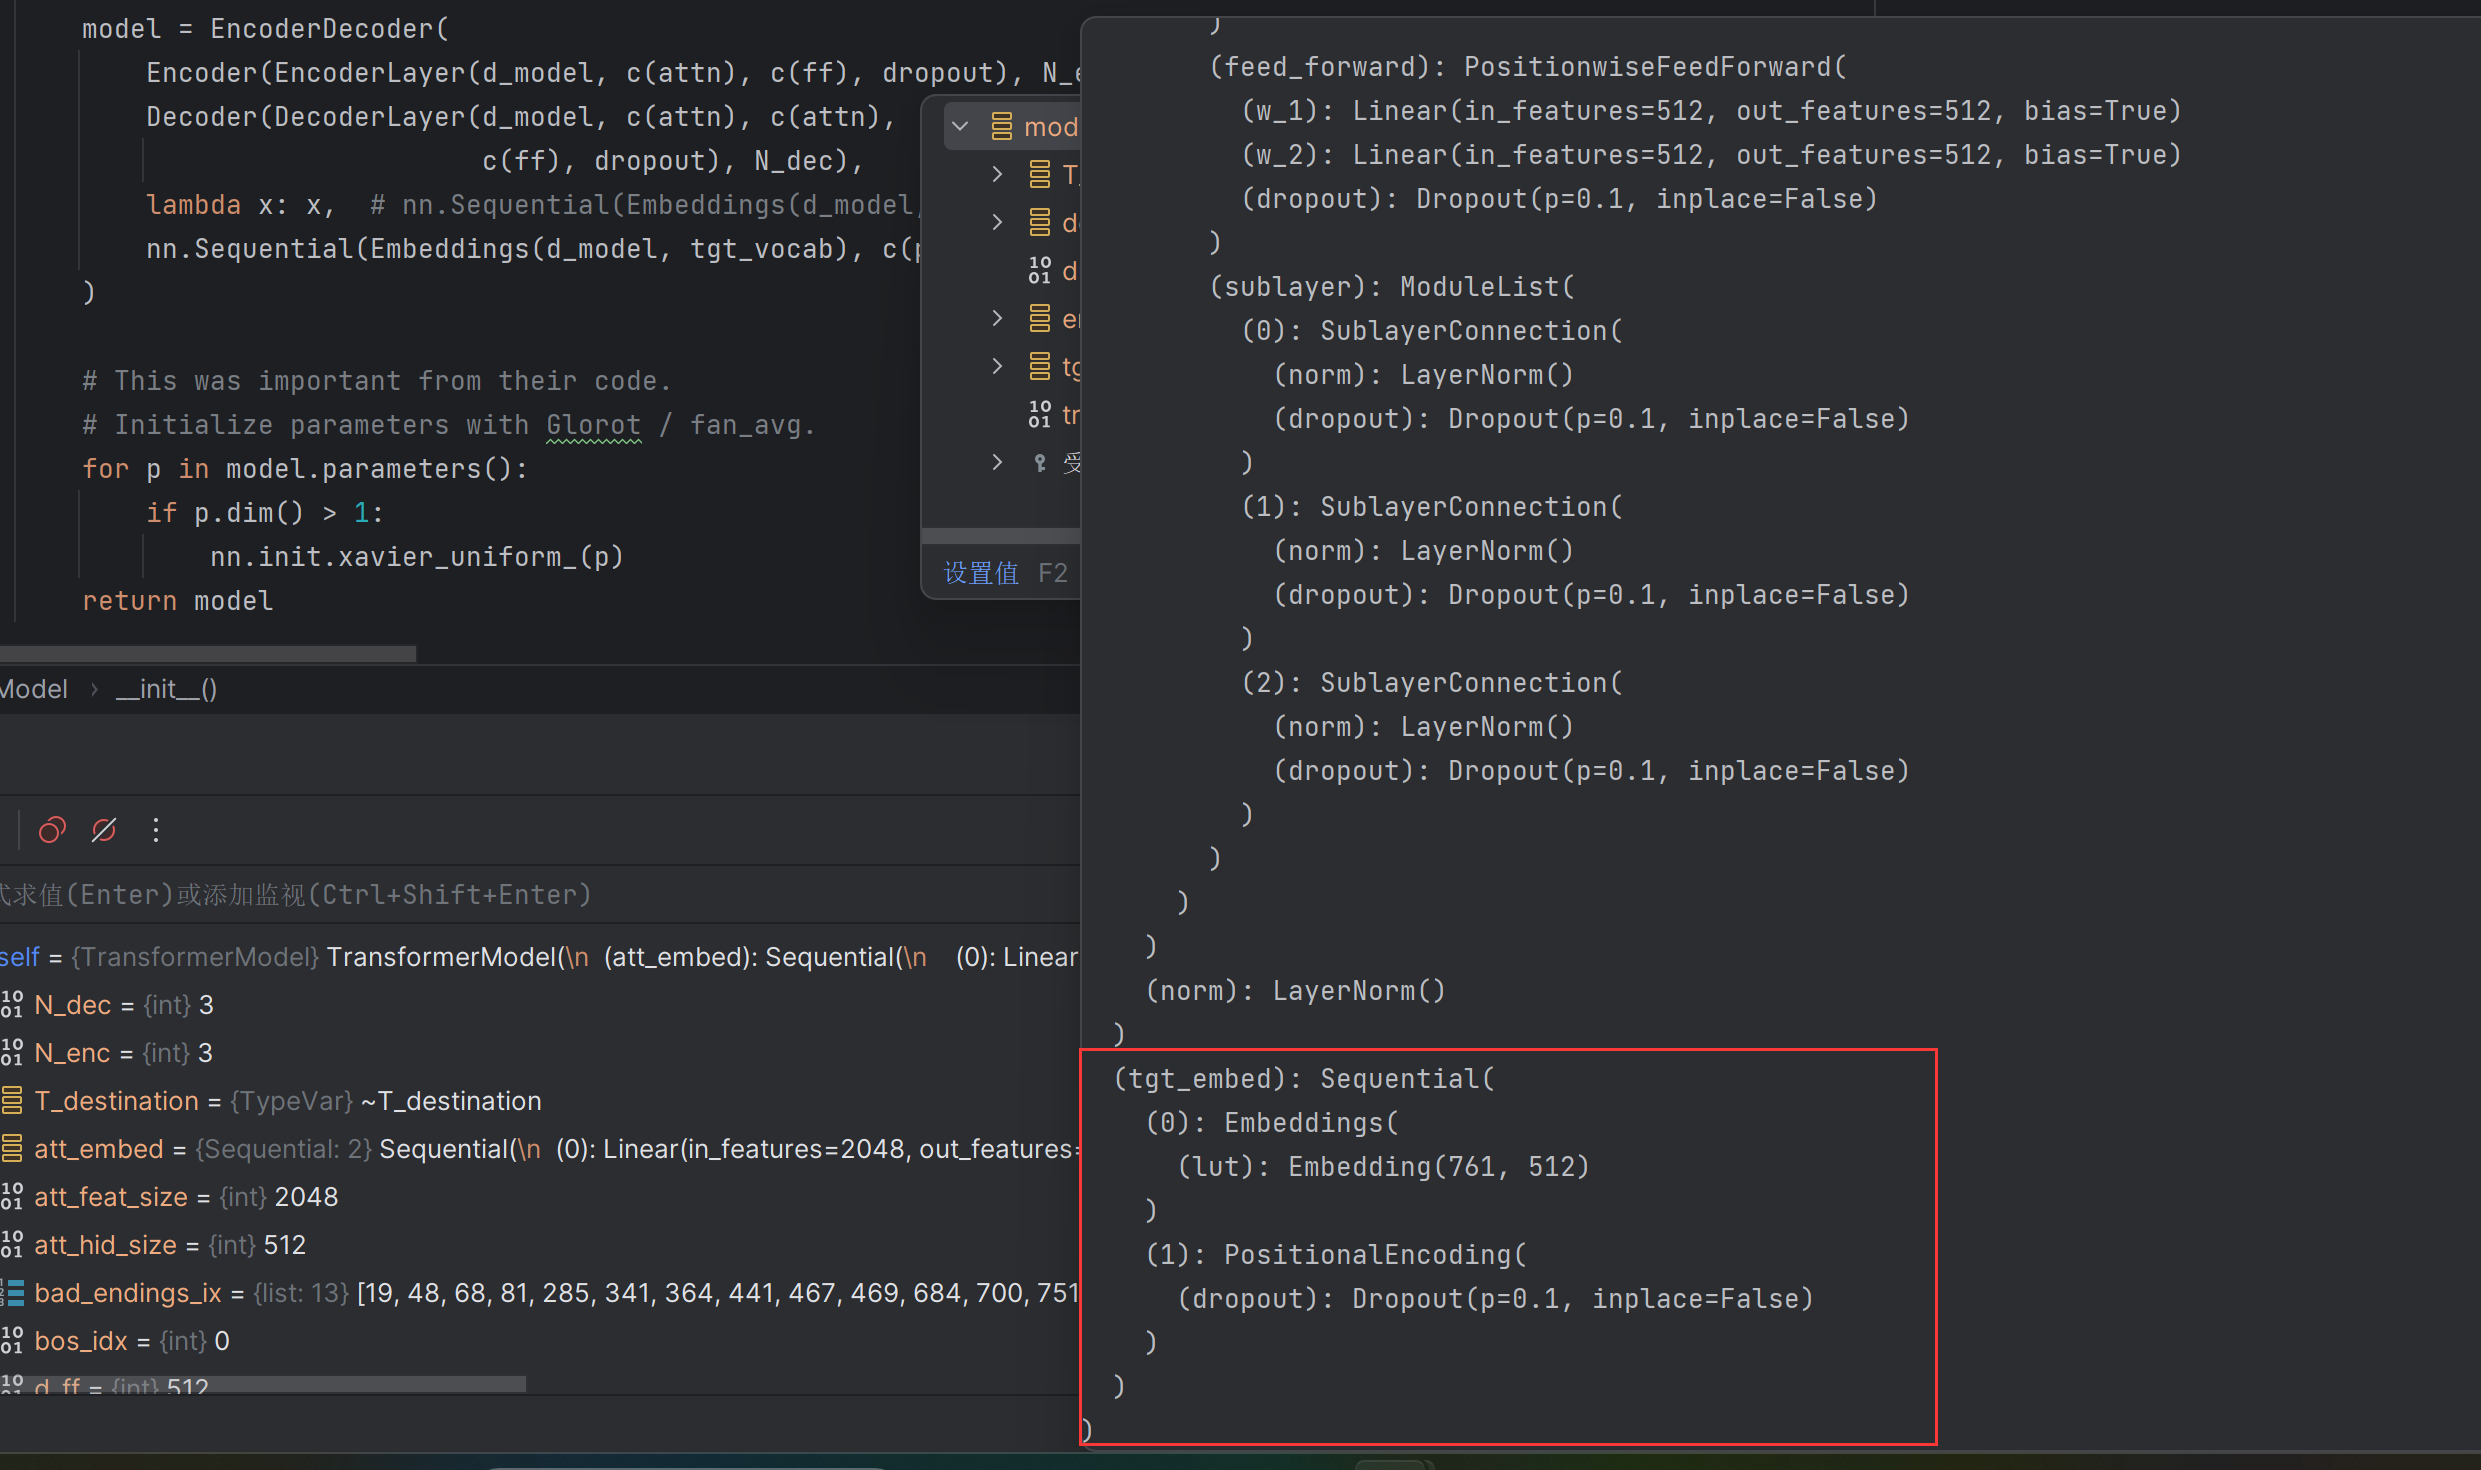 model = EncoderDecoder(
Encoder(EncoderLayer(d_model, c(attn), c(ff), dropout), N_e
Decoder(DecoderLayer(d_model, c(attn), c(attn),
c(ff), dropout), N_dec),
lambda x: x,  # nn.Sequential(Embeddings(d_model,
nn.Sequential(Embeddings(d_model, tgt_vocab), c(p
)
# This was important from their code.
# Initialize parameters with Glorot / fan_avg.
for p in model.parameters():
if p.dim() > 1:
nn.init.xavier_uniform_(p)
return model
Model › __init__()
式求值(Enter)或添加监视(Ctrl+Shift+Enter)
self = {TransformerModel} TransformerModel(\n  (att_embed): Sequential(\n    (0): Linear
N_dec = {int} 3
N_enc = {int} 3
T_destination = {TypeVar} ~T_destination
att_embed = {Sequential: 2} Sequential(\n  (0): Linear(in_features=2048, out_features=
att_feat_size = {int} 2048
att_hid_size = {int} 512
bad_endings_ix = {list: 13} [19, 48, 68, 81, 285, 341, 364, 441, 467, 469, 684, 700, 751
bos_idx = {int} 0
d_ff = {int} 512
mod
T_
de
d
en
tg
tr
受
设置值 F2
)
(feed_forward): PositionwiseFeedForward(
(w_1): Linear(in_features=512, out_features=512, bias=True)
(w_2): Linear(in_features=512, out_features=512, bias=True)
(dropout): Dropout(p=0.1, inplace=False)
)
(sublayer): ModuleList(
(0): SublayerConnection(
(norm): LayerNorm()
(dropout): Dropout(p=0.1, inplace=False)
)
(1): SublayerConnection(
(norm): LayerNorm()
(dropout): Dropout(p=0.1, inplace=False)
)
(2): SublayerConnection(
(norm): LayerNorm()
(dropout): Dropout(p=0.1, inplace=False)
)
)
)
)
(norm): LayerNorm()
)
(tgt_embed): Sequential(
(0): Embeddings(
(lut): Embedding(761, 512)
)
(1): PositionalEncoding(
(dropout): Dropout(p=0.1, inplace=False)
)
)
)